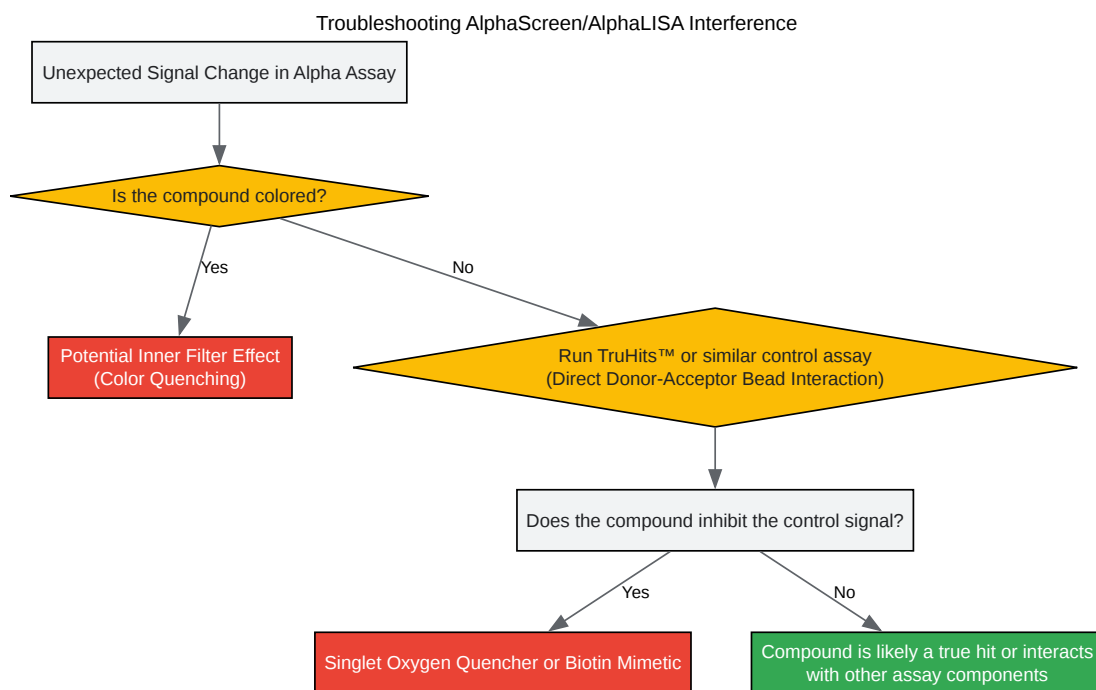 Troubleshooting AlphaScreen/AlphaLISA Interference
Unexpected Signal Change in Alpha Assay
Is the compound colored?
Yes
No
Potential Inner Filter Effect
(Color Quenching)
Run TruHits™ or similar control assay
(Direct Donor-Acceptor Bead Interaction)
Does the compound inhibit the control signal?
Yes
No
Singlet Oxygen Quencher or Biotin Mimetic
Compound is likely a true hit or interacts
with other assay components